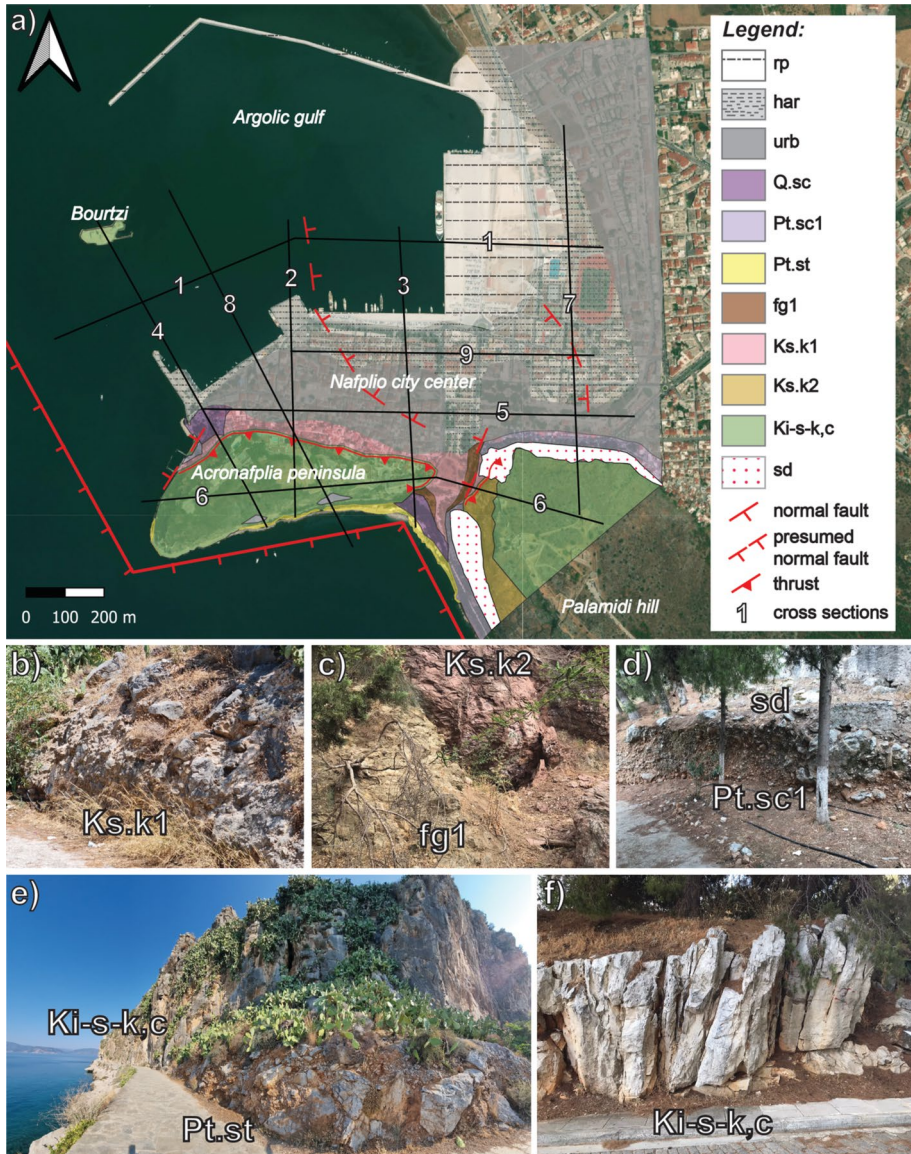 a)
Argolic gulf
Bourtzi
1
1
8
2
3
4
7
9
Nafplio city center
5
Acronafplia peninsula
6
6
Palamidi hill
0 100 200 m
Legend:
rp
har
urb
Q.sc
Pt.sc1
Pt.st
fg1
Ks.k1
Ks.k2
Ki-s-k,c
sd
normal fault
presumed
normal fault
thrust
1 cross sections
b)
Ks.k1
c)
Ks.k2
fg1
d)
sd
Pt.sc1
e)
Ki-s-k,c
Pt.st
f)
Ki-s-k,c